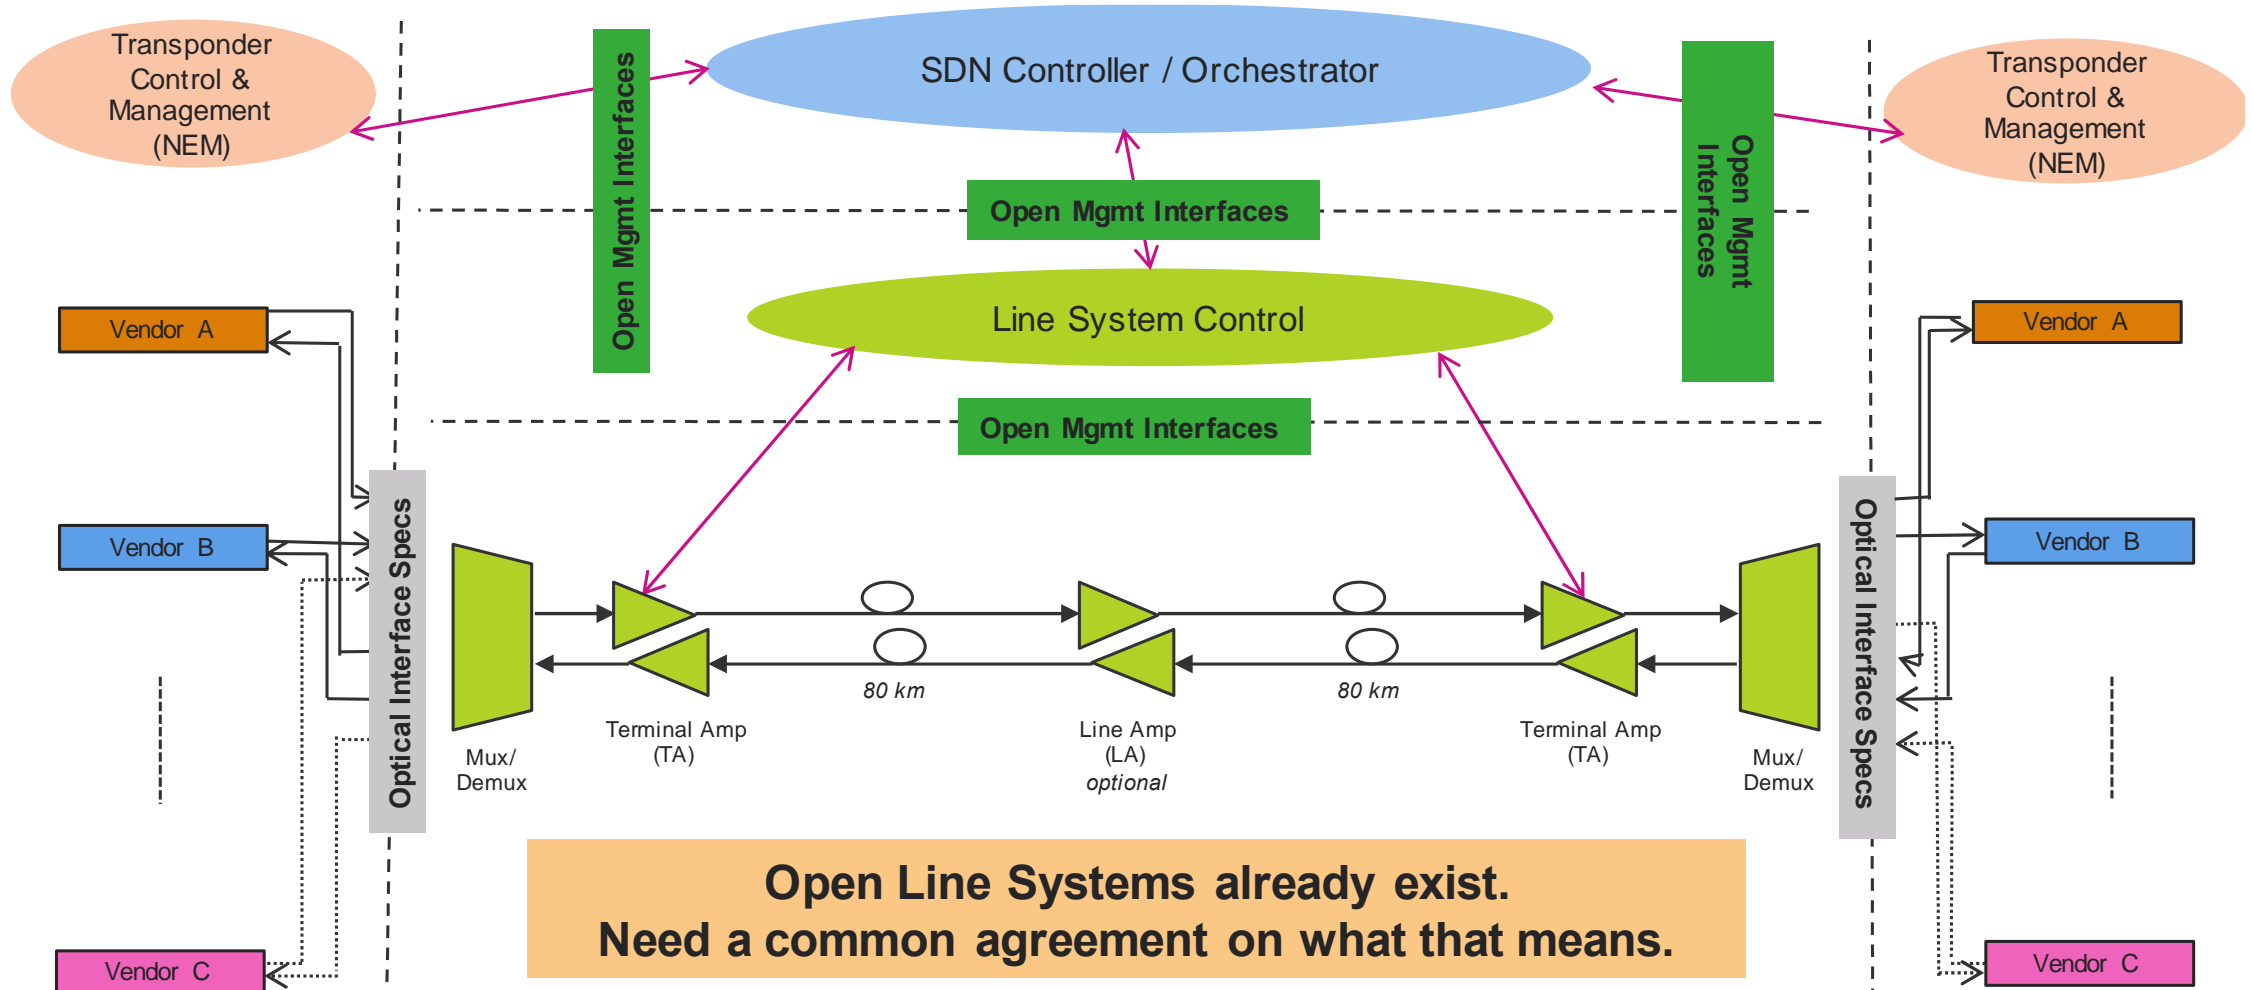 Transponder
Control &
Management
(NEM)
SDN Controller / Orchestrator
Transponder
Control &
Management
(NEM)
Open Mgmt Interfaces
Open Mgmt Interfaces
Open Mgmt
Interfaces
Line System Control
Open Mgmt Interfaces
Vendor A
Vendor A
Vendor B
Vendor B
Vendor C
Vendor C
Optical Interface Specs
Optical Interface Specs
80 km
80 km
Mux/
Demux
Terminal Amp
(TA)
Line Amp
(LA)
optional
Terminal Amp
(TA)
Mux/
Demux
Open Line Systems already exist.
Need a common agreement on what that means.